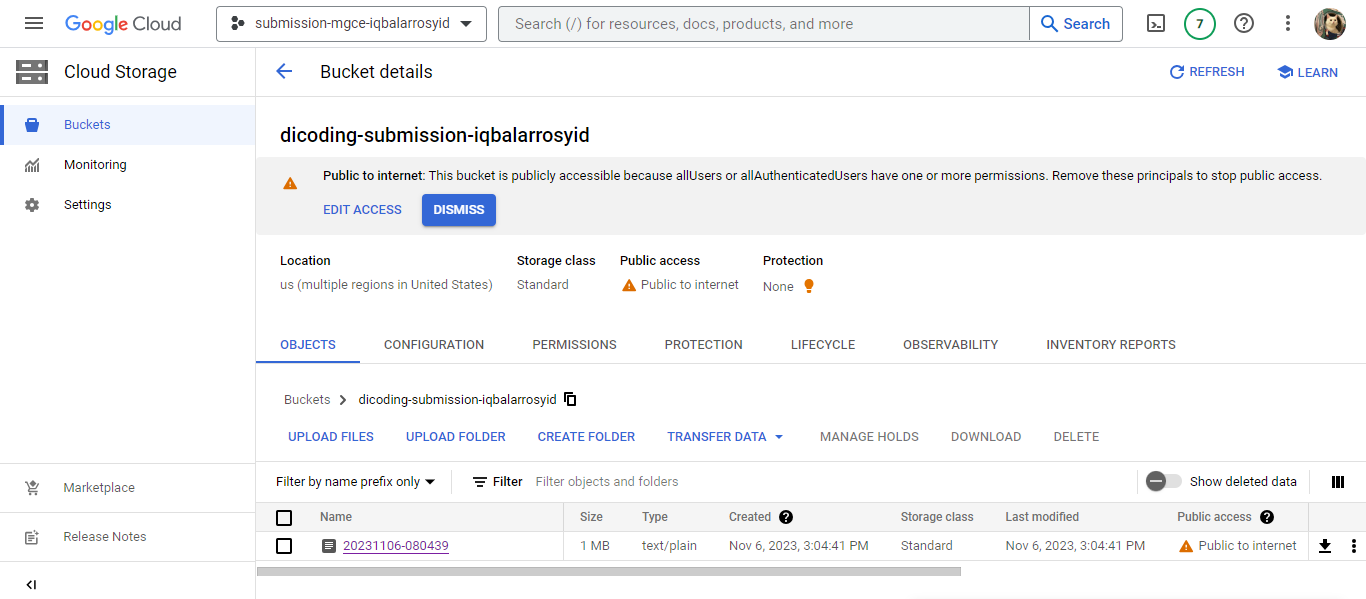 Google Cloud
submission-mgce-iqbalarrosyid
Search (/) for resources, docs, products, and more
Search
7
Cloud Storage
Bucket details
REFRESH
LEARN
Buckets
Monitoring
Settings
Marketplace
Release Notes
dicoding-submission-iqbalarrosyid
Public to internet: This bucket is publicly accessible because allUsers or allAuthenticatedUsers have one or more permissions. Remove these principals to stop public access.
EDIT ACCESS
DISMISS
Location Storage class Public access Protection
us (multiple regions in United States) Standard Public to internet None
OBJECTS CONFIGURATION PERMISSIONS PROTECTION LIFECYCLE OBSERVABILITY INVENTORY REPORTS
Buckets > dicoding-submission-iqbalarrosyid
UPLOAD FILES UPLOAD FOLDER CREATE FOLDER TRANSFER DATA MANAGE HOLDS DOWNLOAD DELETE
Filter by name prefix only Filter Filter objects and folders Show deleted data
Name Size Type Created Storage class Last modified Public access
20231106-080439 1 MB text/plain Nov 6, 2023, 3:04:41 PM Standard Nov 6, 2023, 3:04:41 PM Public to internet